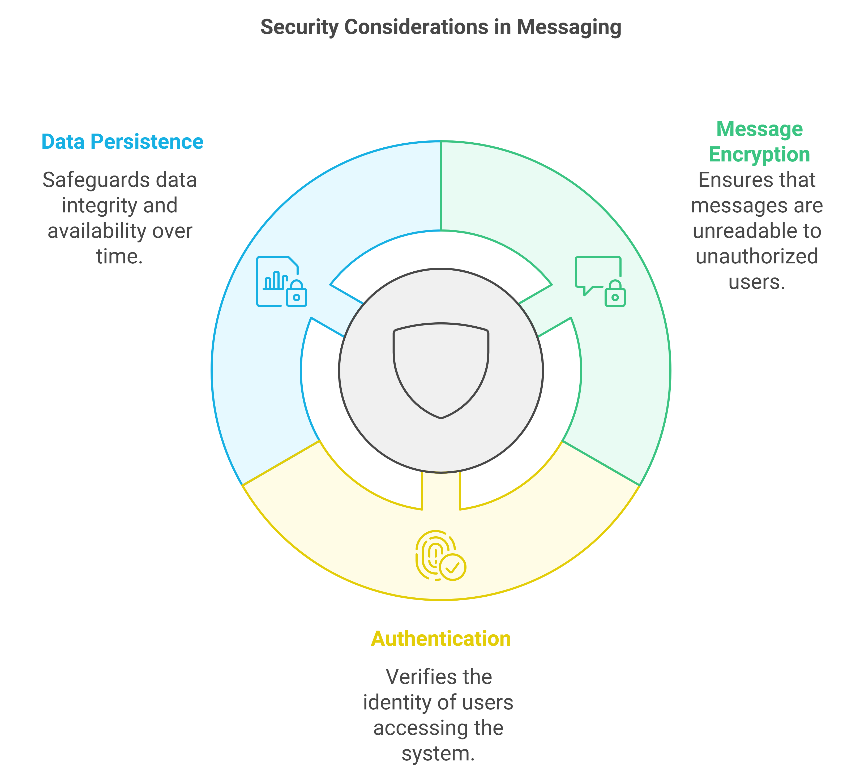 Security Considerations in Messaging
Data Persistence
Safeguards data
integrity and
availability over
time.
Message
Encryption
Ensures that
messages are
unreadable to
unauthorized
users.
Authentication
Verifies the
identity of users
accessing the
system.